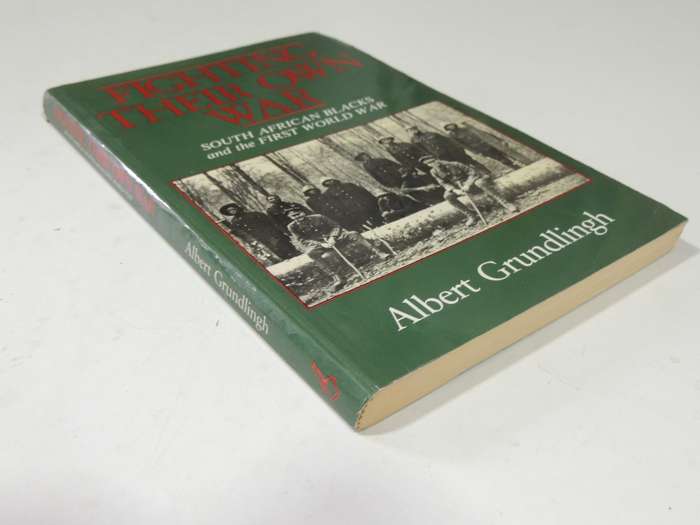 FIGHTING
THEIR OWN
WAR
SOUTH AFRICAN BLACKS
and the FIRST WORLD WAR
Albert Grundlingh
FIGHTING THEIR OWN WAR
Albert Grundlingh